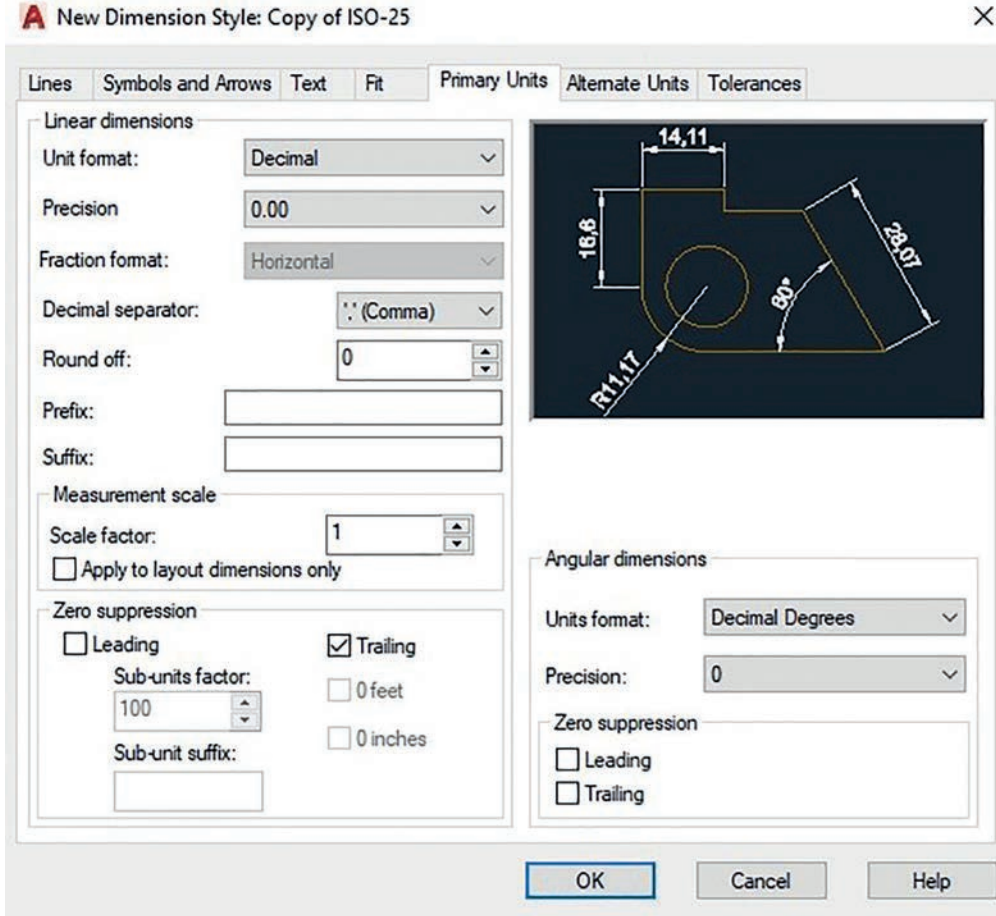 New Dimension Style: Copy of ISO-25
Lines Symbols and Arrows Text Fit Primary Units Alternate Units Tolerances
Linear dimensions
Unit format: Decimal
Precision 0.00
Fraction format: Horizontal
Decimal separator: ',' (Comma)
Round off: 0
Prefix:
Suffix:
Measurement scale
Scale factor: 1
Apply to layout dimensions only
Zero suppression
Leading
Trailing
Sub-units factor:
100
0 feet
0 inches
Sub-unit suffix:
14,11
16,6
28,07
60°
R11,17
Angular dimensions
Units format: Decimal Degrees
Precision: 0
Zero suppression
Leading
Trailing
OK Cancel Help